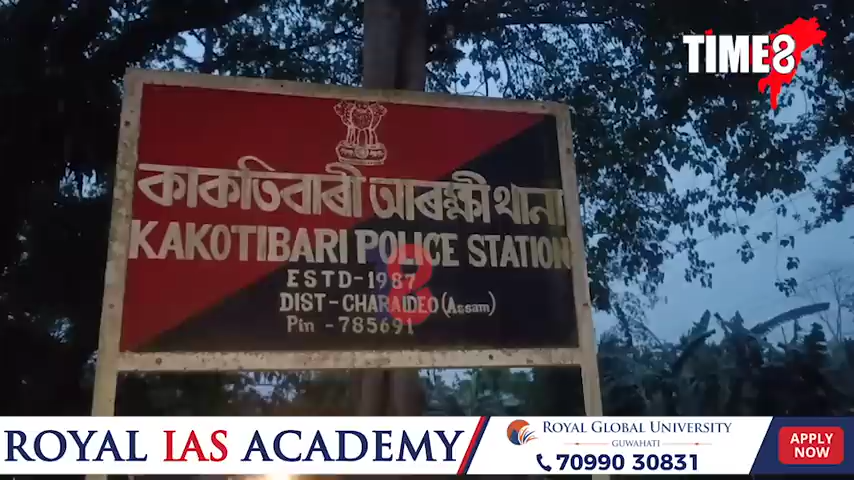 TIME8
কাকতিবাৰী আৰক্ষী থানা
KAKOTIBARI POLICE STATION
ESTD-1987
DIST-CHARAIDEO (Assam)
Pin - 785691
ROYAL IAS ACADEMY
ROYAL GLOBAL UNIVERSITY
GUWAHATI
70990 30831
APPLY NOW